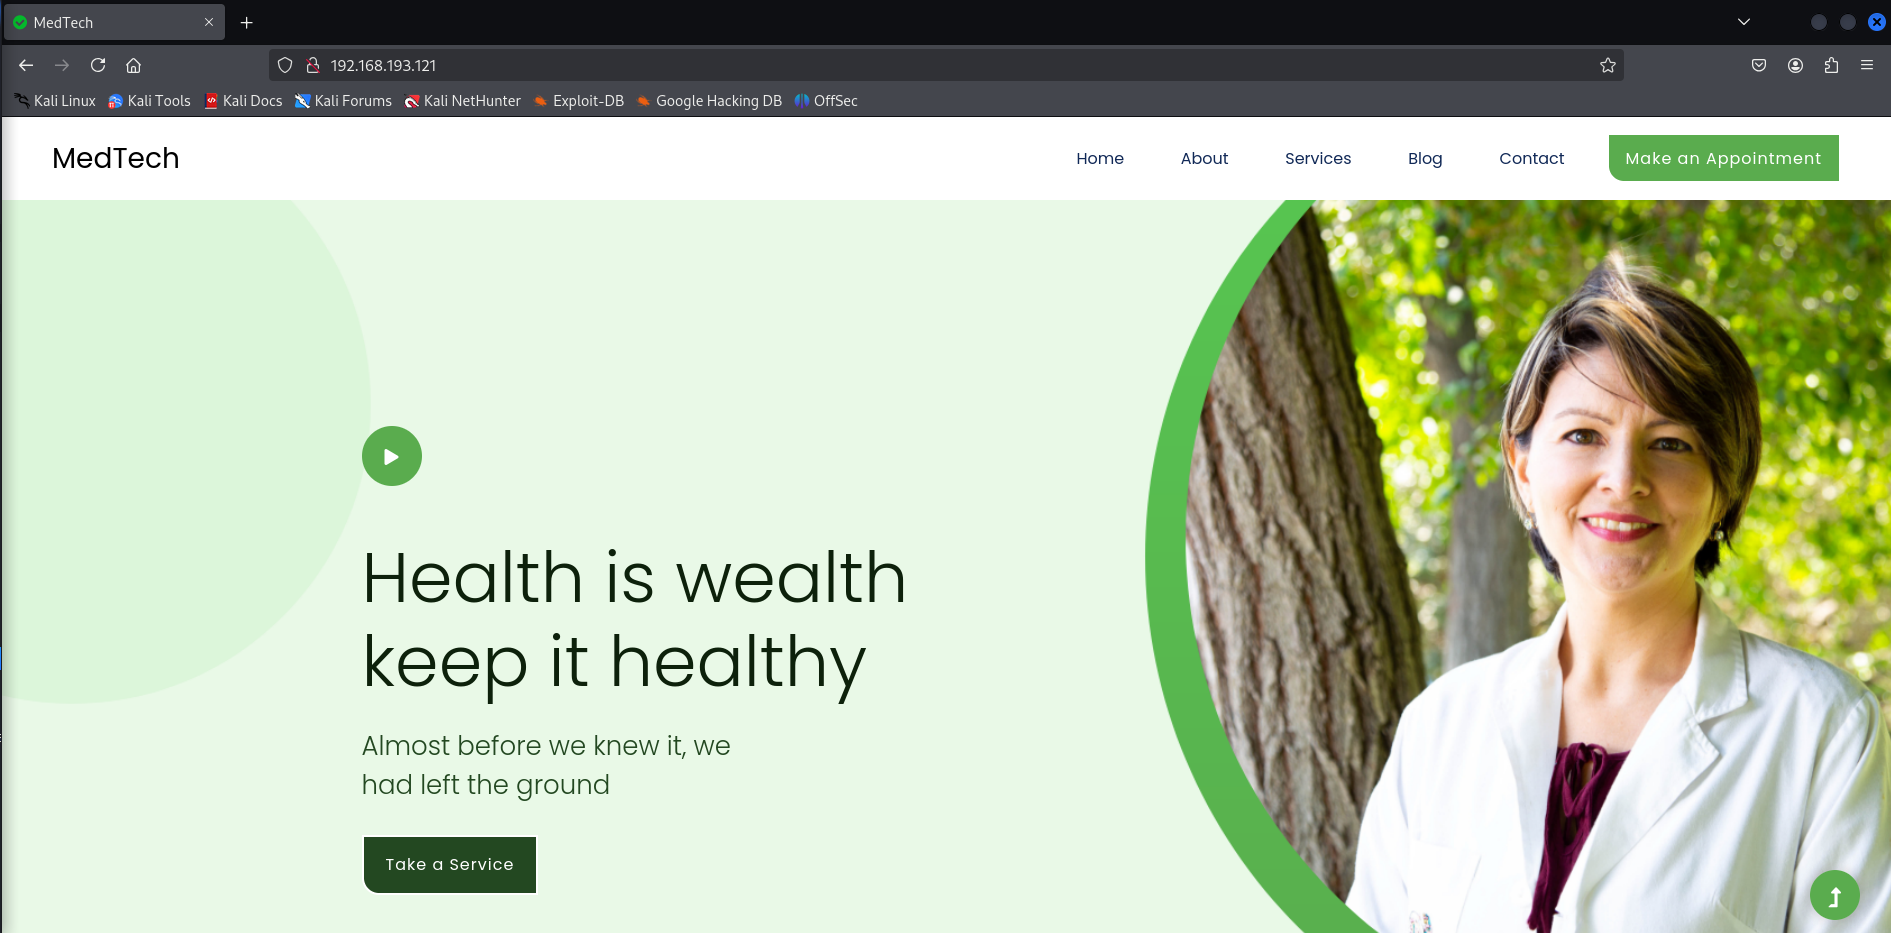 MedTech
192.168.193.121
Kali Linux Kali Tools Kali Docs Kali Forums Kali NetHunter Exploit-DB Google Hacking DB OffSec
MedTech Home About Services Blog Contact Make an Appointment
Health is wealth
keep it healthy
Almost before we knew it, we
had left the ground
Take a Service